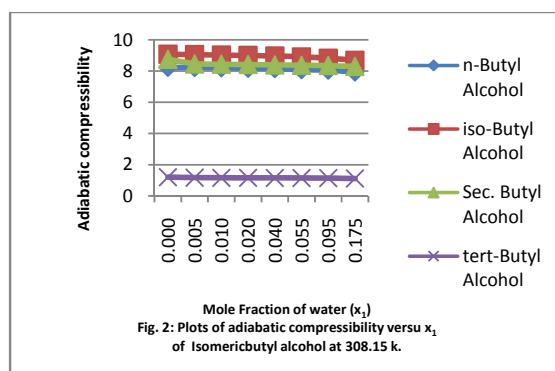 10
8
6
4
2
0
Adiabatic compressibility
0.000
0.005
0.010
0.020
0.040
0.055
0.095
0.175
n-Butyl
Alcohol
iso-Butyl
Alcohol
Sec. Butyl
Alcohol
tert-Butyl
Alcohol
Mole Fraction of water (x₁)
Fig. 2: Plots of adiabatic compressibility versu x₁
of Isomericbutyl alcohol at 308.15 k.